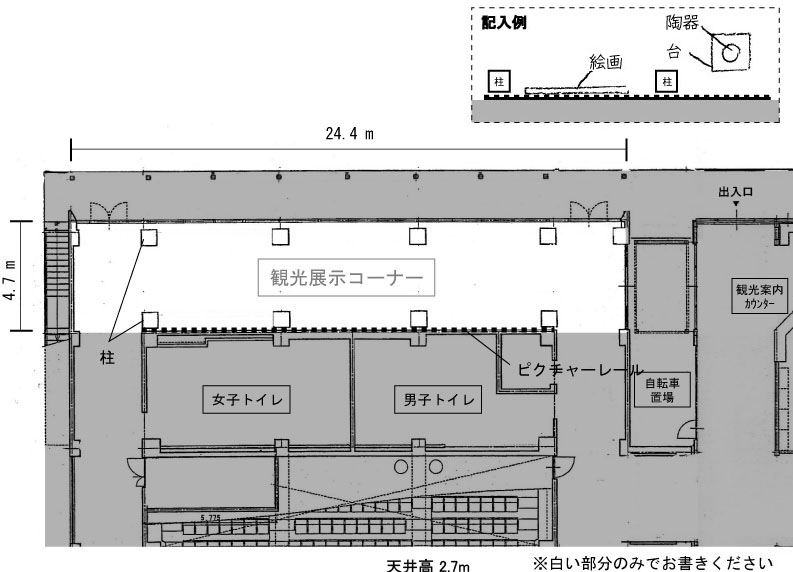 記入例
陶器
台
絵画
柱
柱
24.4 m
出入口
4.7 m
観光展示コーナー
観光案内
カウンター
柱
ピクチャーレール
女子トイレ
男子トイレ
自転車
置場
5,775
天井高 2.7m
※白い部分のみでお書きください